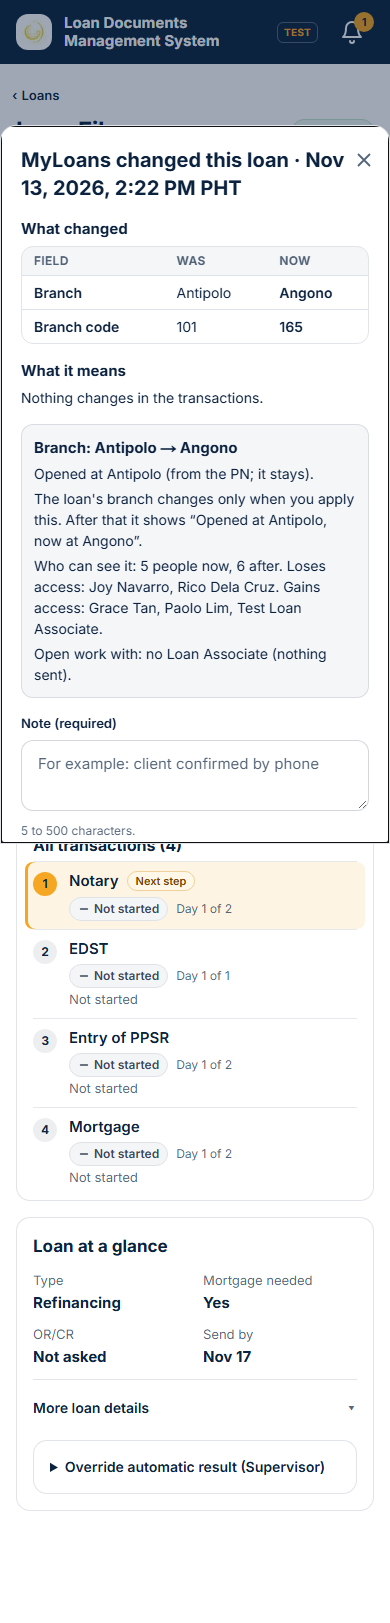 Loan Documents
Management System
TEST
1
‹ Loans
MyLoans changed this loan · Nov
13, 2026, 2:22 PM PHT
What changed
FIELD WAS NOW
Branch Antipolo Angono
Branch code 101 165
What it means
Nothing changes in the transactions.
Branch: Antipolo → Angono
Opened at Antipolo (from the PN; it stays).
The loan's branch changes only when you apply
this. After that it shows “Opened at Antipolo,
now at Angono”.
Who can see it: 5 people now, 6 after. Loses
access: Joy Navarro, Rico Dela Cruz. Gains
access: Grace Tan, Paolo Lim, Test Loan
Associate.
Open work with: no Loan Associate (nothing
sent).
Note (required)
For example: client confirmed by phone
5 to 500 characters.
All transactions (4)
1 Notary Next step
— Not started Day 1 of 2
2 EDST
— Not started Day 1 of 1
Not started
3 Entry of PPSR
— Not started Day 1 of 2
Not started
4 Mortgage
— Not started Day 1 of 2
Not started
Loan at a glance
Type Mortgage needed
Refinancing Yes
OR/CR Send by
Not asked Nov 17
More loan details
Override automatic result (Supervisor)